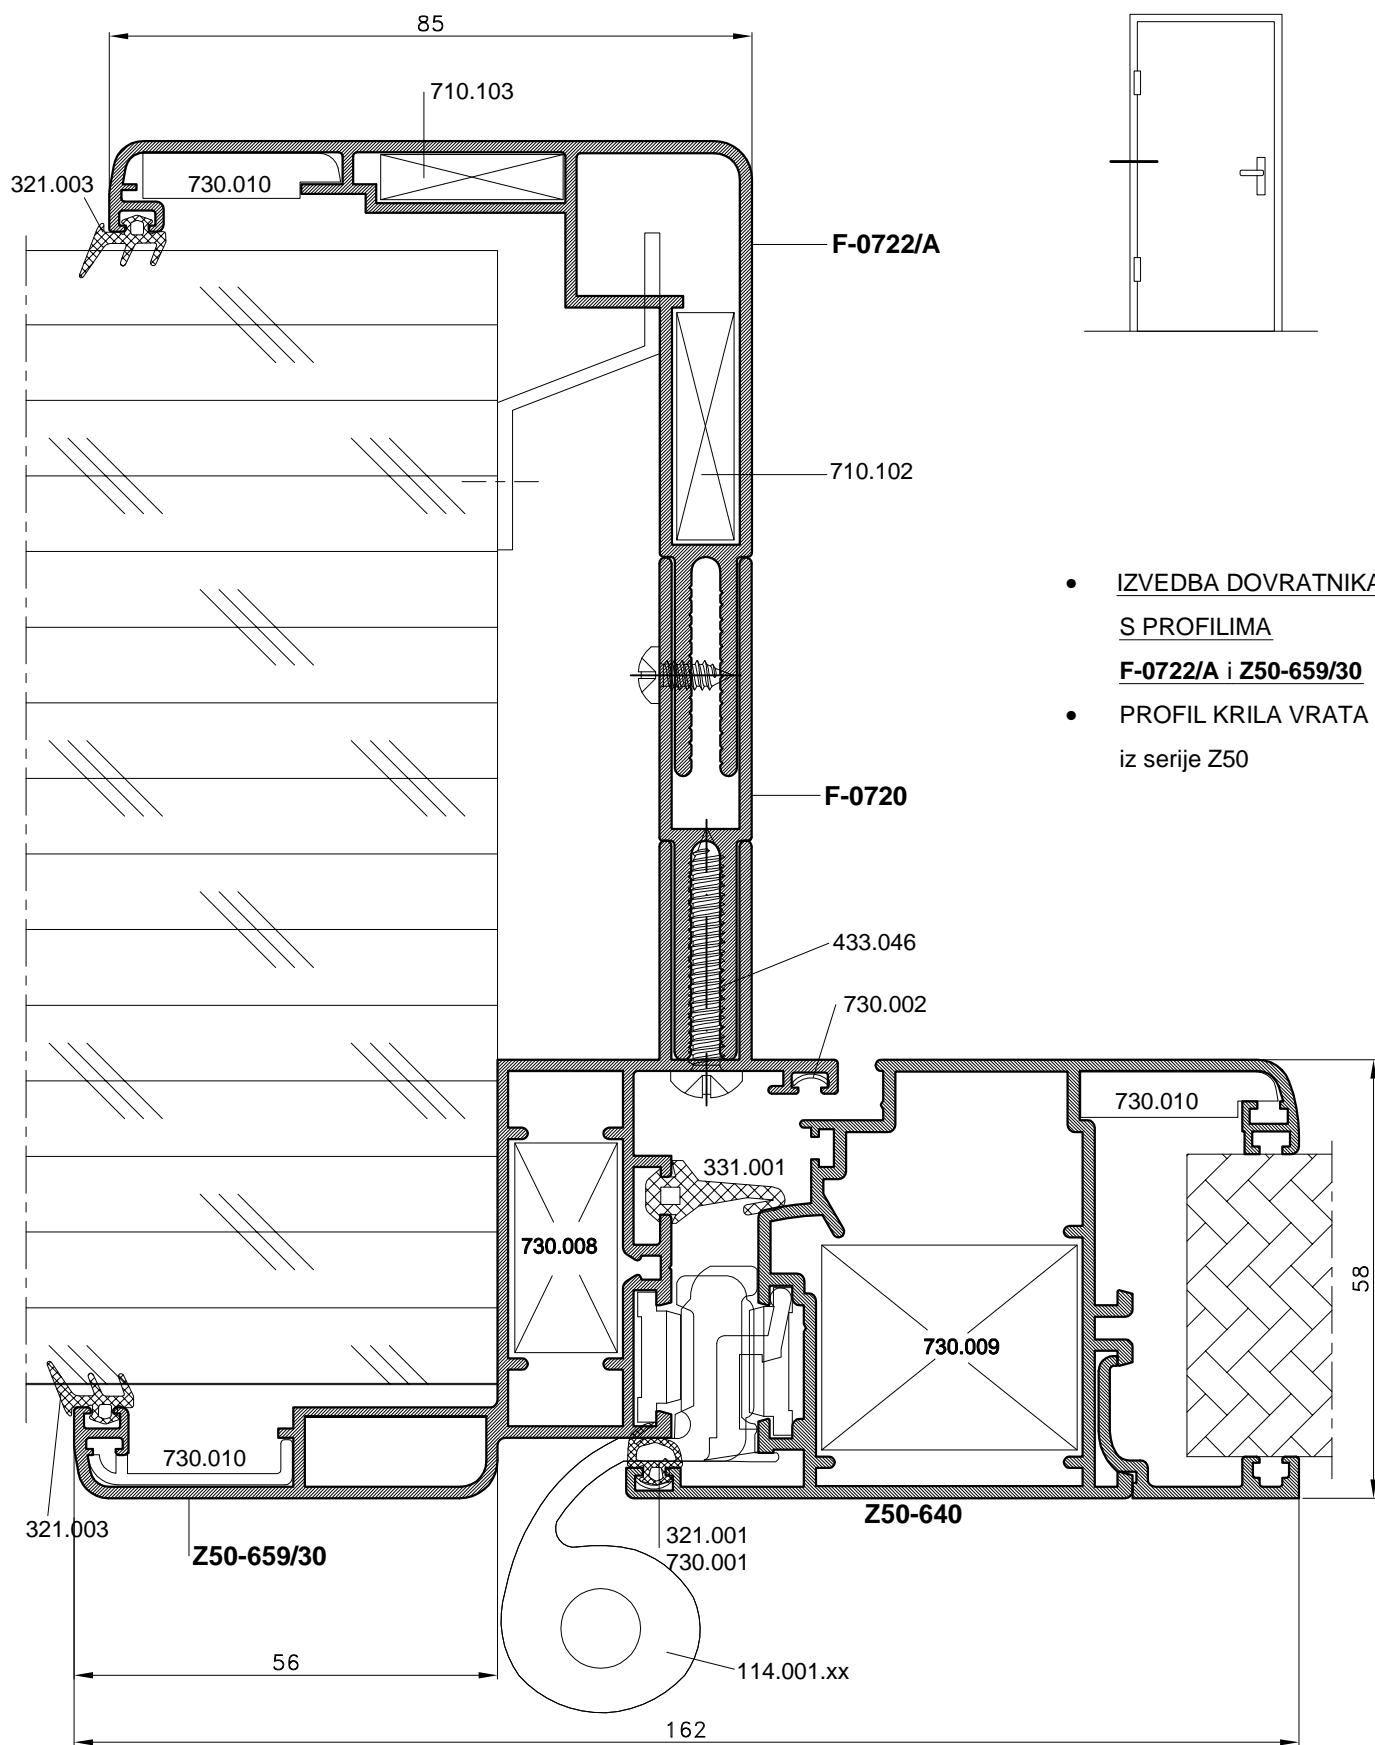 85
710.103
321.003
730.010
F-0722/A
710.102
• IZVEDBA DOVRATNIKA
S PROFILIMA
F-0722/A i Z50-659/30
• PROFIL KRILA VRATA
iz serije Z50
F-0720
433.046
730.002
730.010
331.001
730.008
730.009
58
730.010
321.003
Z50-659/30
Z50-640
321.001
730.001
56
114.001.xx
162